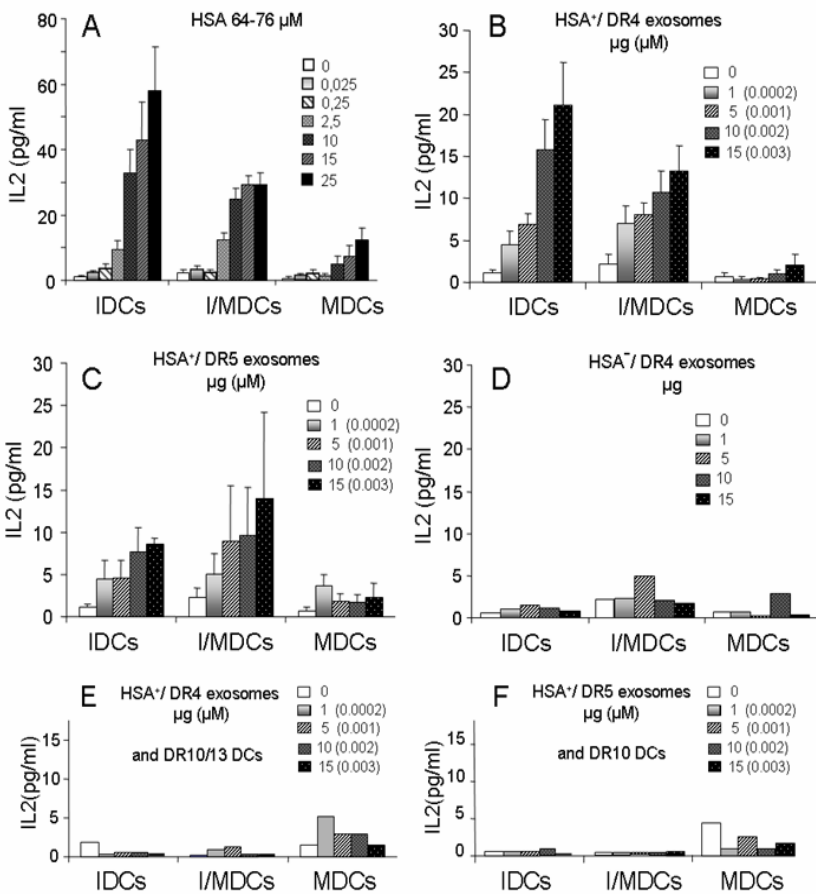 A
HSA 64-76 µM
IL2 (pg/ml)
80
60
40
20
0
0
0,025
0,25
2,5
10
15
25
IDCs
I/MDCs
MDCs
B
HSA⁺/ DR4 exosomes
µg (µM)
IL2 (pg/ml)
30
25
20
15
10
5
0
0
1 (0.0002)
5 (0.001)
10 (0.002)
15 (0.003)
IDCs
I/MDCs
MDCs
C
HSA⁺/ DR5 exosomes
µg (µM)
IL2 (pg/ml
30
25
20
15
10
5
0
0
1 (0.0002)
5 (0.001)
10 (0.002)
15 (0.003)
IDCs
I/MDCs
MDCs
D
HSA⁻/ DR4 exosomes
µg
IL2 (pg/ml)
30
25
20
15
10
5
0
0
1
5
10
15
IDCs
I/MDCs
MDCs
E
HSA⁺/ DR4 exosomes
µg (µM)
and DR10/13 DCs
IL2(pg/ml)
15
10
5
0
0
1 (0.0002)
5 (0.001)
10 (0.002)
15 (0.003)
IDCs
I/MDCs
MDCs
F
HSA⁺/ DR5 exosomes
µg (µM)
and DR10 DCs
IL2(pg/ml)
15
10
5
0
0
1 (0.0002)
5 (0.001)
10 (0.002)
15 (0.003)
IDCs
I/MDCs
MDCs